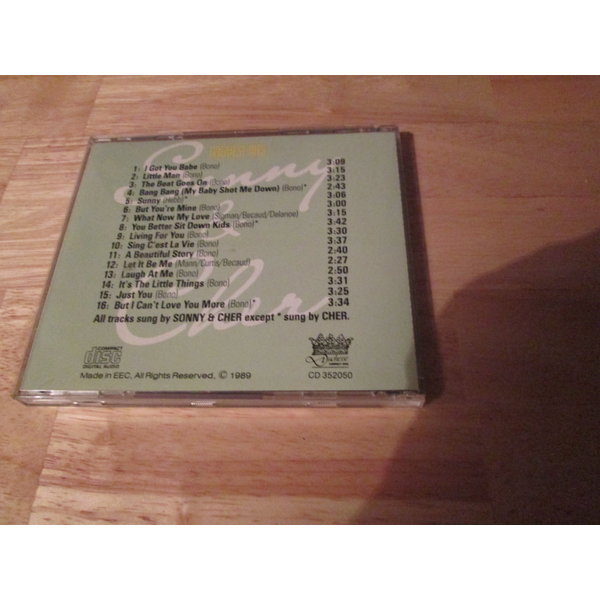 Sonny
&
Cher
1: I Got You Babe (Bono) 3:09
2: Little Man (Bono) 3:15
3: The Beat Goes On (Bono) 3:23
4: Bang Bang (My Baby Shot Me Down) (Bono)* 2:43
5: Sunny (Hebb)* 3:06
6: But You're Mine (Bono) 3:00
7: What Now My Love (Sigman/Becaud/Delanoe) 3:15
8: You Better Sit Down Kids (Bono)* 3:42
9: Living For You (Bono) 3:30
10: Sing C'est La Vie (Bono) 3:37
11: A Beautiful Story (Bono) 2:40
12: Let It Be Me (Mann/Curtis/Becaud) 2:27
13: Laugh At Me (Bono) 2:50
14: It's The Little Things (Bono) 3:31
15: Just You (Bono) 3:25
16: But I Can't Love You More (Bono)* 3:34
All tracks sung by SONNY & CHER except * sung by CHER.
COMPACT
disc
DIGITAL AUDIO
Made in EEC, All Rights Reserved, © 1989
CD 352050